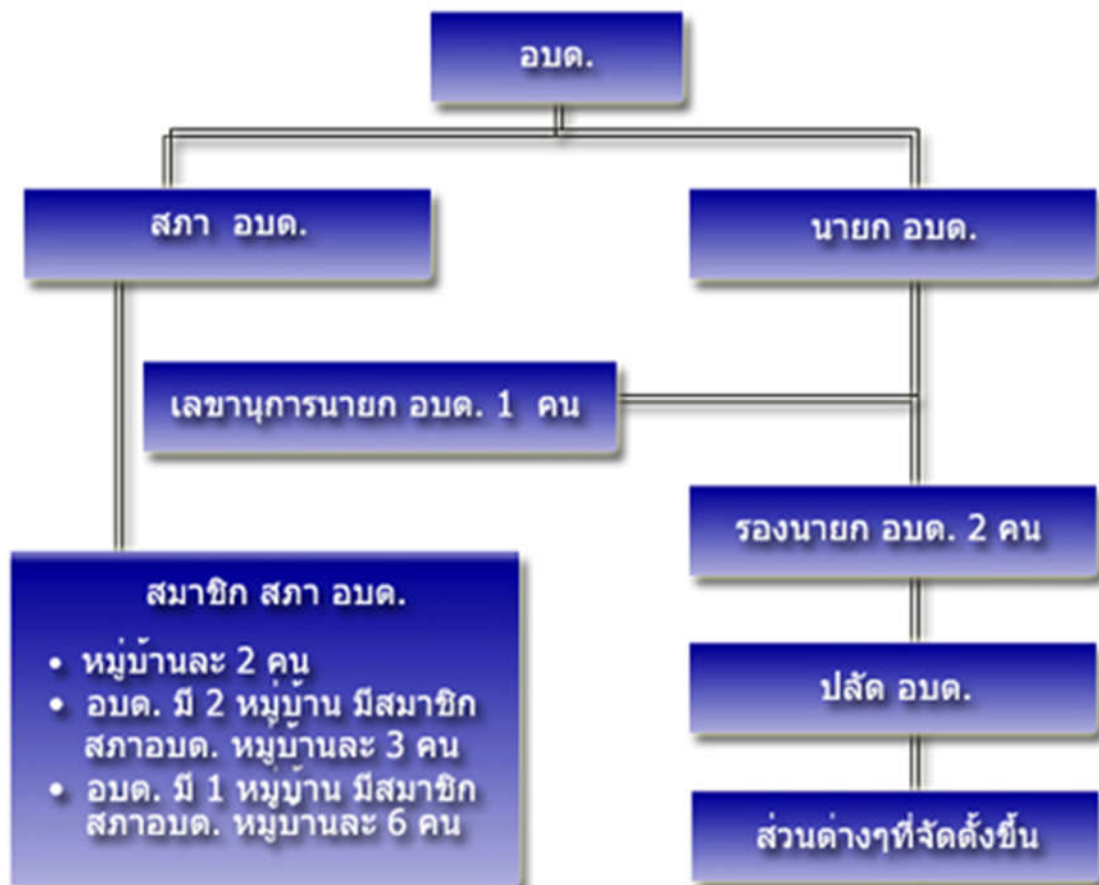 อบต.
สภา อบต.
นายก อบต.
เลขานุการนายก อบต. 1 คน
รองนายก อบต. 2 คน
สมาชิก สภา อบต.
• หมู่บ้านละ 2 คน
• อบต. มี 2 หมู่บ้าน มีสมาชิก
สภาอบต. หมู่บ้านละ 3 คน
• อบต. มี 1 หมู่บ้าน มีสมาชิก
สภาอบต. หมู่บ้านละ 6 คน
ปลัด อบต.
ส่วนต่างๆที่จัดตั้งขึ้น